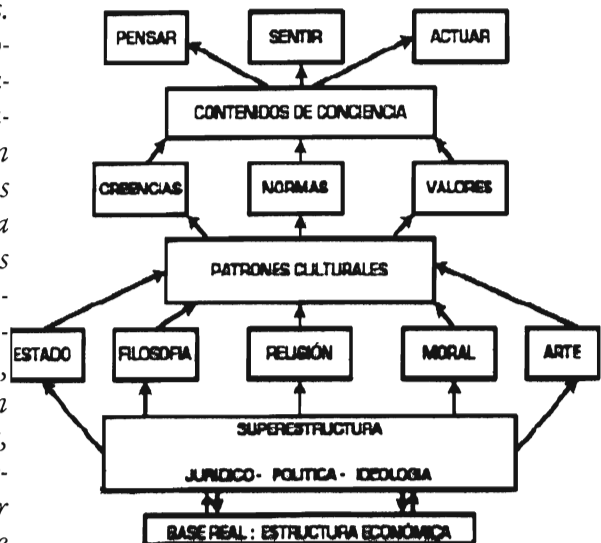 s.
o-
a-
a-
n
s
a
s
-
-
,
n
,
-
r
e
PENSAR SENTIR ACTUAR
CONTENIDOS DE CONCIENCIA
CREENCIAS NORMAS VALORES
PATRONES CULTURALES
ESTADO FILOSOFIA RELIGIÓN MORAL ARTE
SUPERESTRUCTURA
JURIDICO - POLITICA - IDEOLOGIA
BASE REAL : ESTRUCTURA ECONÓMICA